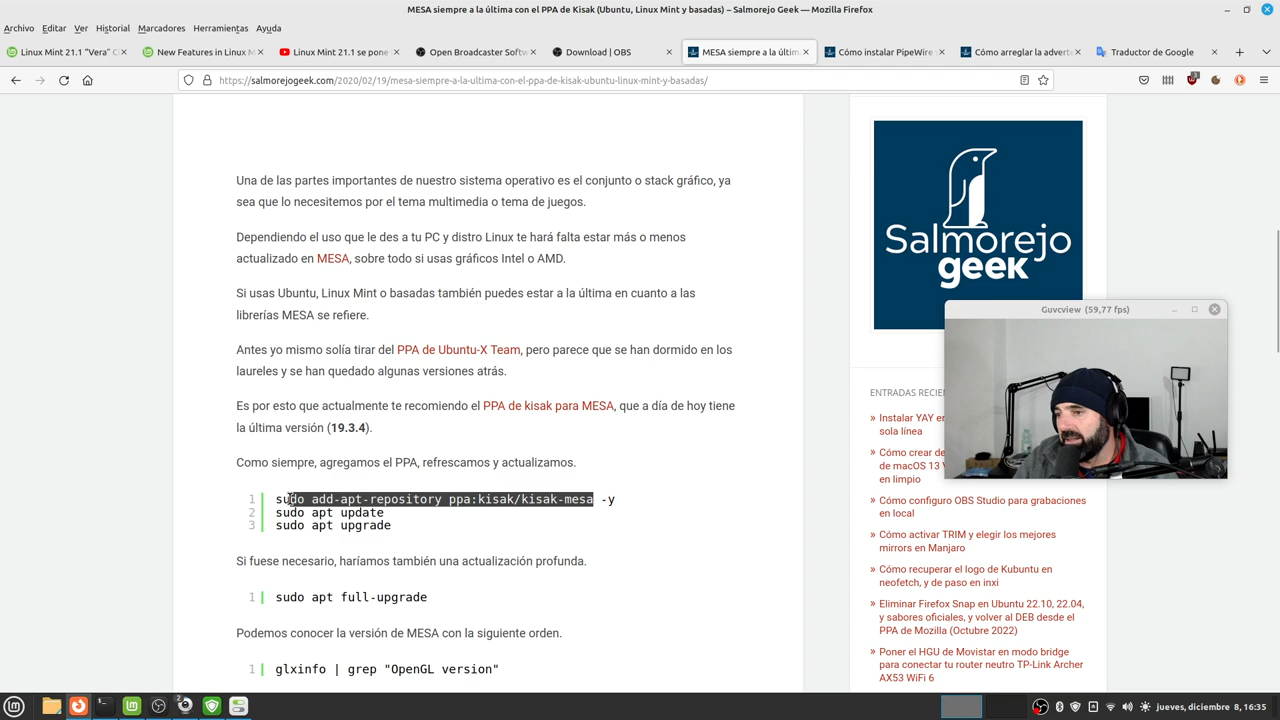 MESA siempre a la última con el PPA de Kisak (Ubuntu, Linux Mint y basadas) – Salmorejo Geek — Mozilla Firefox
Archivo Editar Ver Historial Marcadores Herramientas Ayuda
Linux Mint 21.1 "Vera" C
New Features in Linux M
Linux Mint 21.1 se pone
Open Broadcaster Softw
Download | OBS
MESA siempre a la últim
Cómo instalar PipeWire
Cómo arreglar la advert
Traductor de Google
https://salmorejogeek.com/2020/02/19/mesa-siempre-a-la-ultima-con-el-ppa-de-kisak-ubuntu-linux-mint-y-basadas/
Una de las partes importantes de nuestro sistema operativo es el conjunto o stack gráfico, ya
sea que lo necesitemos por el tema multimedia o tema de juegos.
Dependiendo el uso que le des a tu PC y distro Linux te hará falta estar más o menos
actualizado en MESA, sobre todo si usas gráficos Intel o AMD.
Si usas Ubuntu, Linux Mint o basadas también puedes estar a la última en cuanto a las
librerías MESA se refiere.
Antes yo mismo solía tirar del PPA de Ubuntu-X Team, pero parece que se han dormido en los
laureles y se han quedado algunas versiones atrás.
Es por esto que actualmente te recomiendo el PPA de kisak para MESA, que a día de hoy tiene
la última versión (19.3.4).
Como siempre, agregamos el PPA, refrescamos y actualizamos.
1 sudo add-apt-repository ppa:kisak/kisak-mesa -y
2 sudo apt update
3 sudo apt upgrade
Si fuese necesario, haríamos también una actualización profunda.
1 sudo apt full-upgrade
Podemos conocer la versión de MESA con la siguiente orden.
1 glxinfo | grep "OpenGL version"
Salmorejo
geek
Guvcview (59,77 fps)
ENTRADAS RECIE
» Instalar YAY en
sola línea
» Cómo crear de
de macOS 13 V
en limpio
» Cómo configuro OBS Studio para grabaciones
en local
» Cómo activar TRIM y elegir los mejores
mirrors en Manjaro
» Cómo recuperar el logo de Kubuntu en
neofetch, y de paso en inxi
» Eliminar Firefox Snap en Ubuntu 22.10, 22.04,
y sabores oficiales, y volver al DEB desde el
PPA de Mozilla (Octubre 2022)
» Poner el HGU de Movistar en modo bridge
para conectar tu router neutro TP-Link Archer
AX53 WiFi 6
jueves, diciembre 8, 16:35